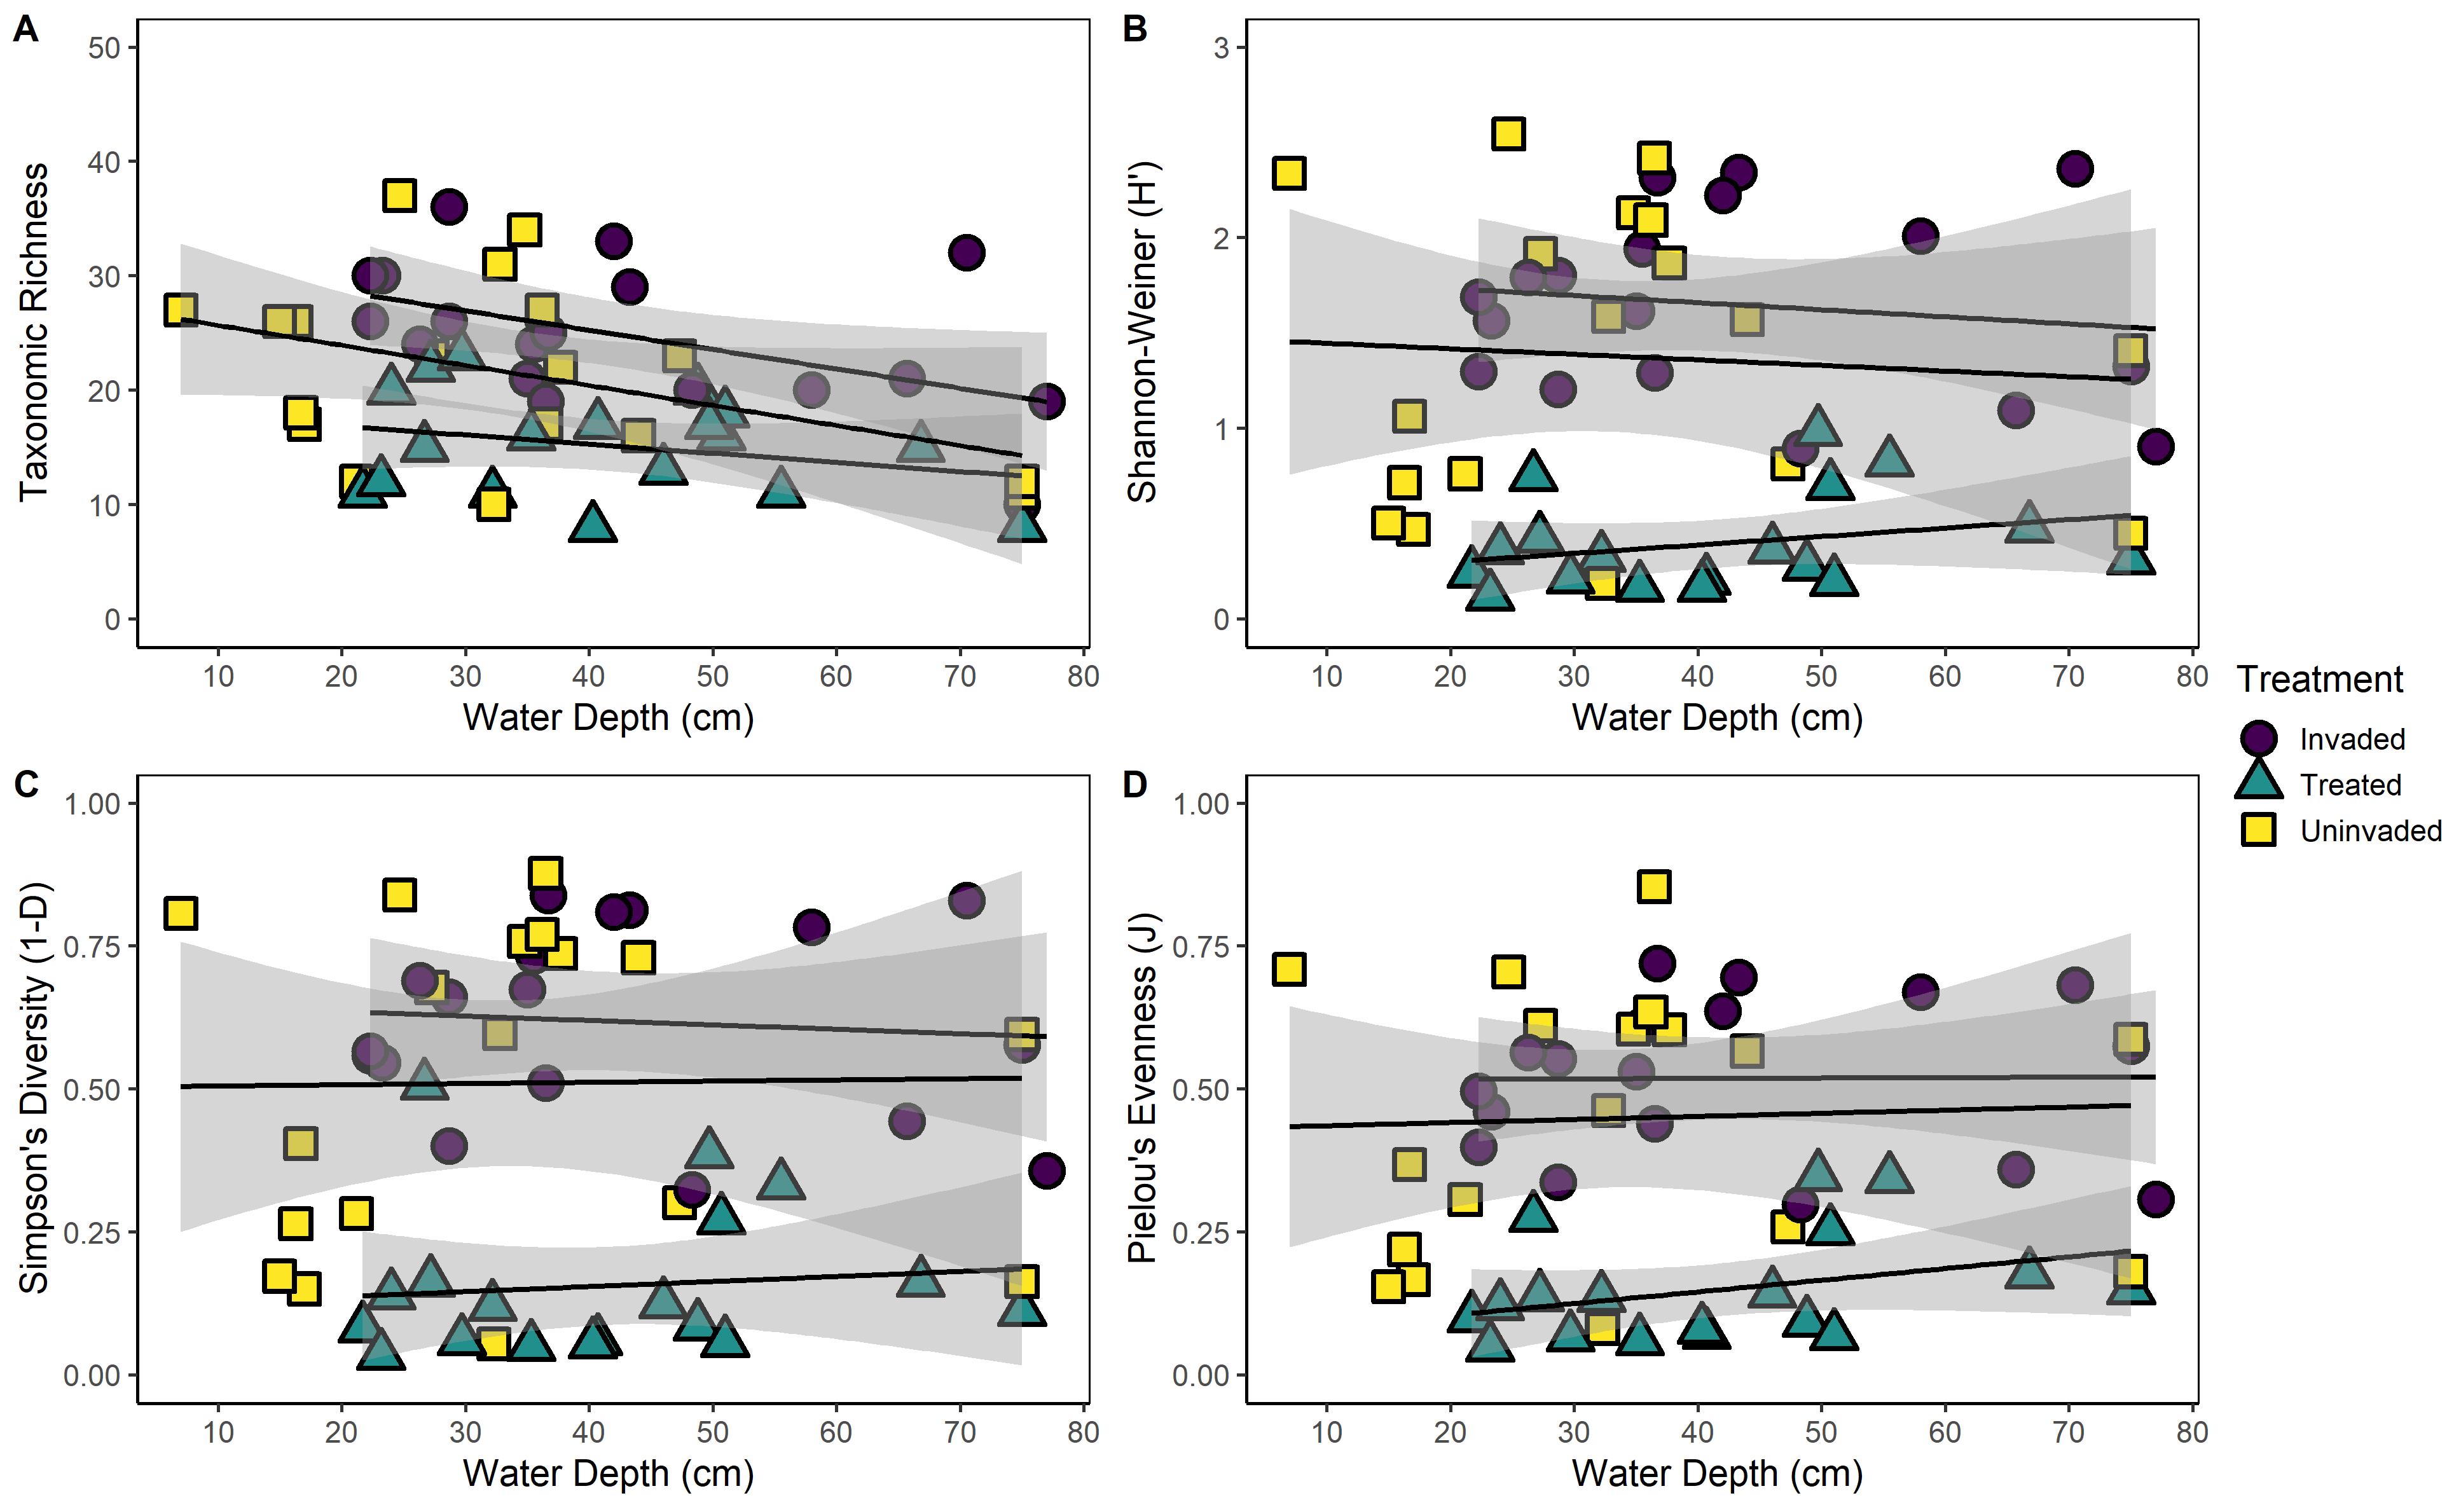 A
Taxonomic Richness
50
40
30
20
10
0
10 20 30 40 50 60 70 80
Water Depth (cm)
B
Shannon-Weiner (H')
3
2
1
0
10 20 30 40 50 60 70 80
Water Depth (cm)
C
Simpson's Diversity (1-D)
1.00
0.75
0.50
0.25
0.00
10 20 30 40 50 60 70 80
Water Depth (cm)
D
Pielou's Evenness (J)
1.00
0.75
0.50
0.25
0.00
10 20 30 40 50 60 70 80
Water Depth (cm)
Treatment
Invaded
Treated
Uninvaded